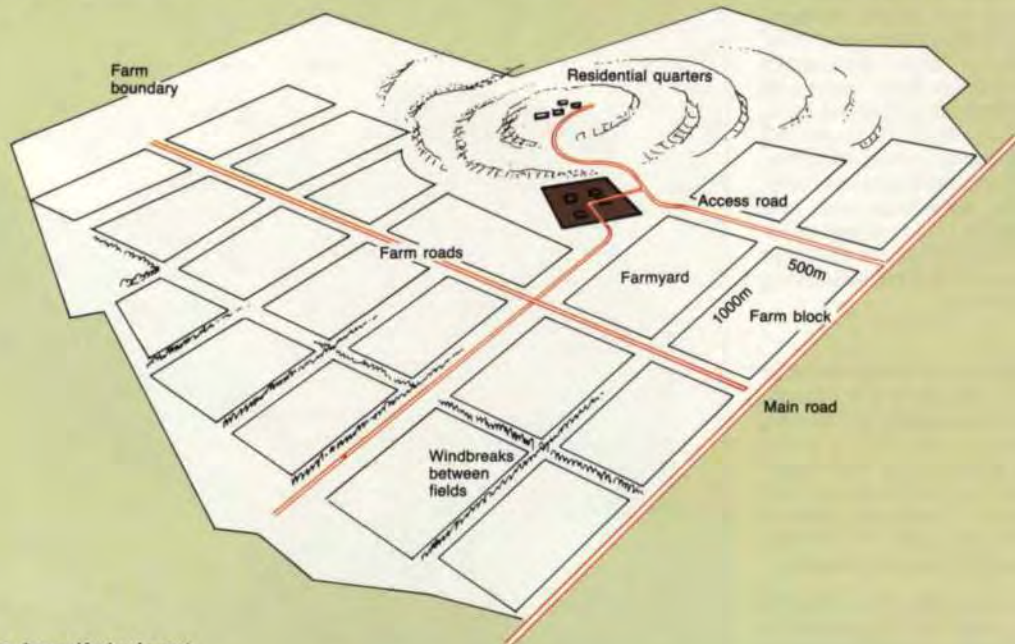 Farm
boundary
Residential quarters
Access road
Farm roads
Farmyard
500m
1000m
Farm block
Main road
Windbreaks
between
fields